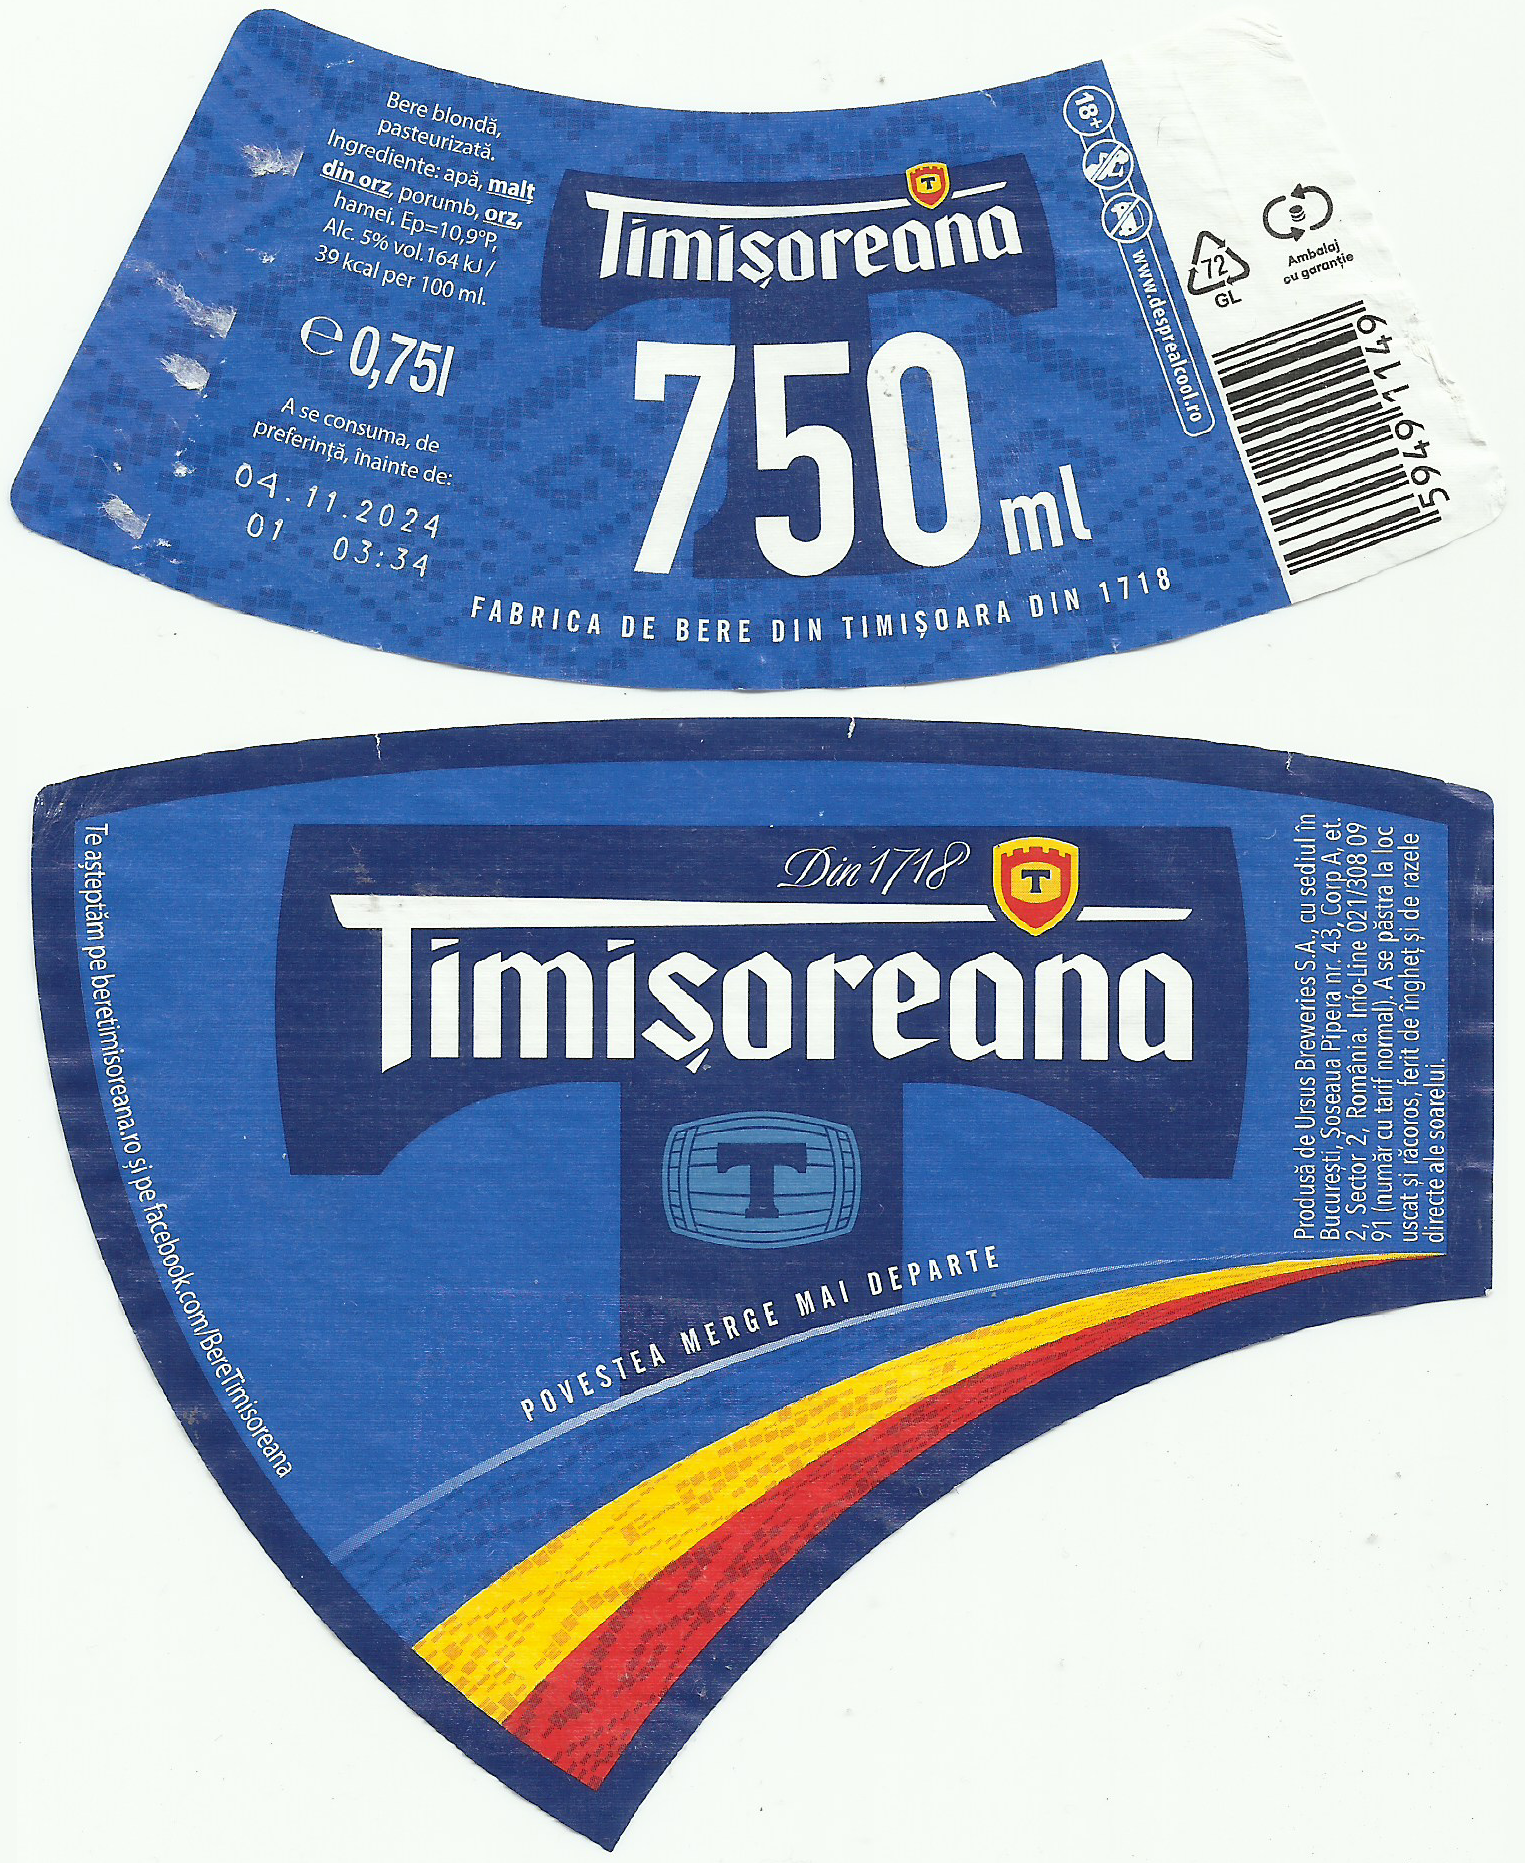 Bere blondă,
pasteurizată.
Ingrediente: apă, malț
din orz, porumb, orz,
hamei. Ep=10,9°P,
Alc. 5% vol.164 kJ /
39 kcal per 100 ml.
℮ 0,75l
A se consuma, de
preferință, înainte de:
04.11.2024
01 03:34
T
Timișoreana
750 ml
FABRICA DE BERE DIN TIMIȘOARA DIN 1718
18+
www.desprealcool.ro
72
GL
Ambalaj
cu garanție
5949 1149
Te așteptăm pe beretimisoreana.ro și pe facebook.com/BereTimisoreana
Din 1718
T
Timișoreana
T
POVESTEA MERGE MAI DEPARTE
Produsă de Ursus Breweries S.A., cu sediul în
București, Șoseaua Pipera nr. 43, Corp A, et.
2, Sector 2, România. Info-Line 021/308 09
91 (număr cu tarif normal). A se păstra la loc
uscat și răcoros, ferit de îngheț și de razele
directe ale soarelui.